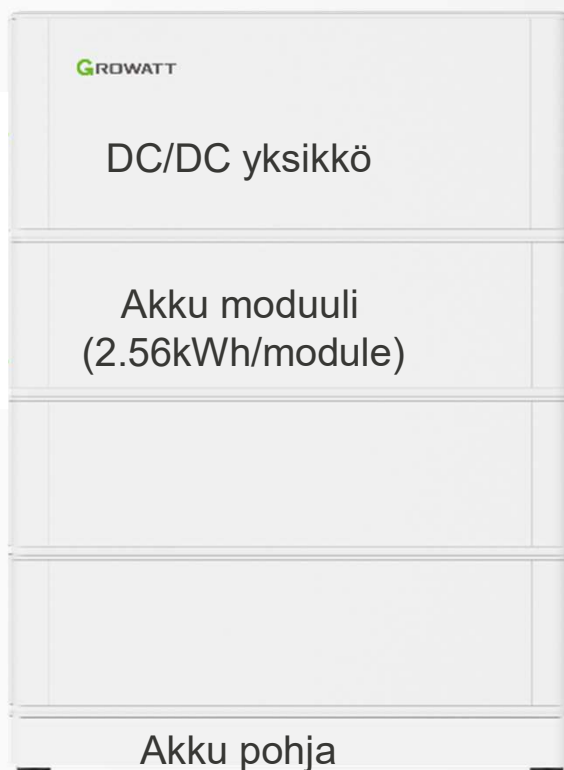 GROWATT
DC/DC yksikkö
Akku moduuli
(2.56kWh/module)
Akku pohja